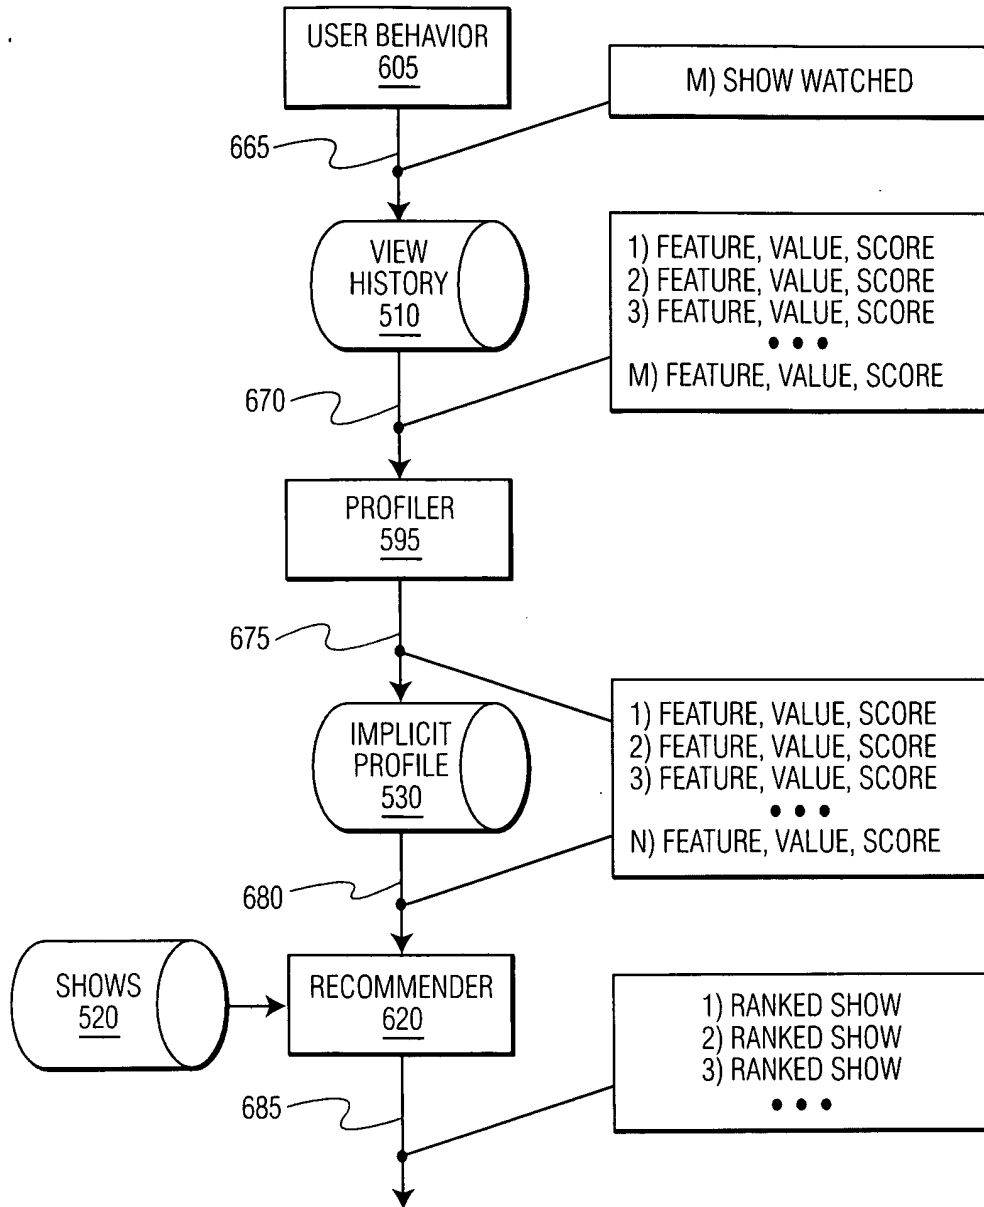 USER BEHAVIOR
605
M) SHOW WATCHED
665
VIEW
HISTORY
510
1) FEATURE, VALUE, SCORE
2) FEATURE, VALUE, SCORE
3) FEATURE, VALUE, SCORE
• • •
M) FEATURE, VALUE, SCORE
670
PROFILER
595
675
IMPLICIT
PROFILE
530
1) FEATURE, VALUE, SCORE
2) FEATURE, VALUE, SCORE
3) FEATURE, VALUE, SCORE
• • •
N) FEATURE, VALUE, SCORE
680
SHOWS
520
RECOMMENDER
620
1) RANKED SHOW
2) RANKED SHOW
3) RANKED SHOW
• • •
685